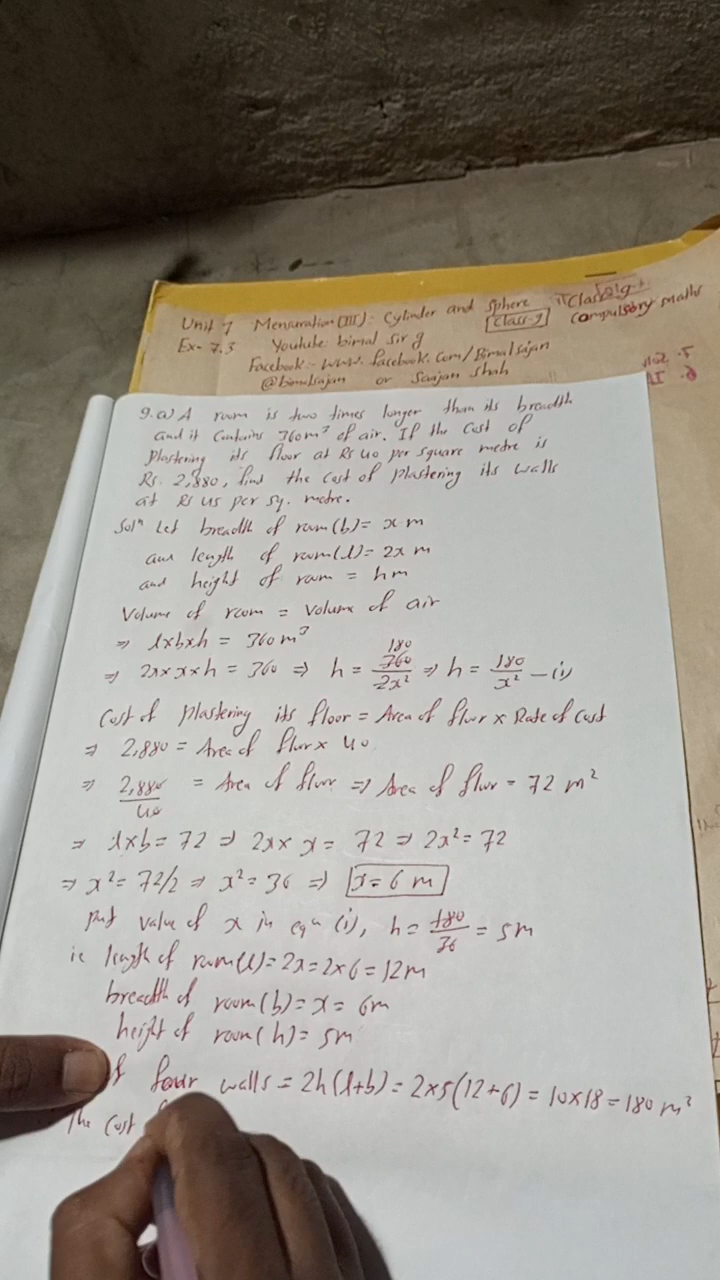 Unit 7 Mensuration (III): Cylinder and Sphere
Ex- 7.3 Youtube: bimal sir g Class-9 compulsory maths
Facebook:- www.facebook.com/Bimalsajan
@bimalsajan or Saajan Shah
9.a) A room is two times longer than its breadth
and it contains 360m³ of air. If the cost of
plastering its floor at Rs 40 per square metre is
Rs. 2,880, find the cost of plastering its walls
at Rs 45 per sq. metre.
Solⁿ Let breadth of room (b) = x m
and length of room (l) = 2x m
and height of room = hm
Volume of room = Volume of air
⇒ l×b×h = 360m³
⇒ 2x×x×h = 360 ⇒ h = 360/2x² 180 ⇒ h = 180/x² – (i)
Cost of plastering its floor = Area of floor × Rate of cost
⇒ 2,880 = Area of floor × 40
⇒ 2,880/40 = Area of floor ⇒ Area of floor = 72 m²
⇒ l×b = 72 ⇒ 2x × x = 72 ⇒ 2x² = 72
⇒ x² = 72/2 ⇒ x² = 36 ⇒ x = 6 m
put value of x in eqⁿ (i), h = 180/36 = 5m
ie length of room (l) = 2x = 2×6 = 12m
breadth of room (b) = x = 6m
height of room (h) = 5m
of four walls = 2h(l+b) = 2×5(12+6) = 10×18 = 180 m²
The cost